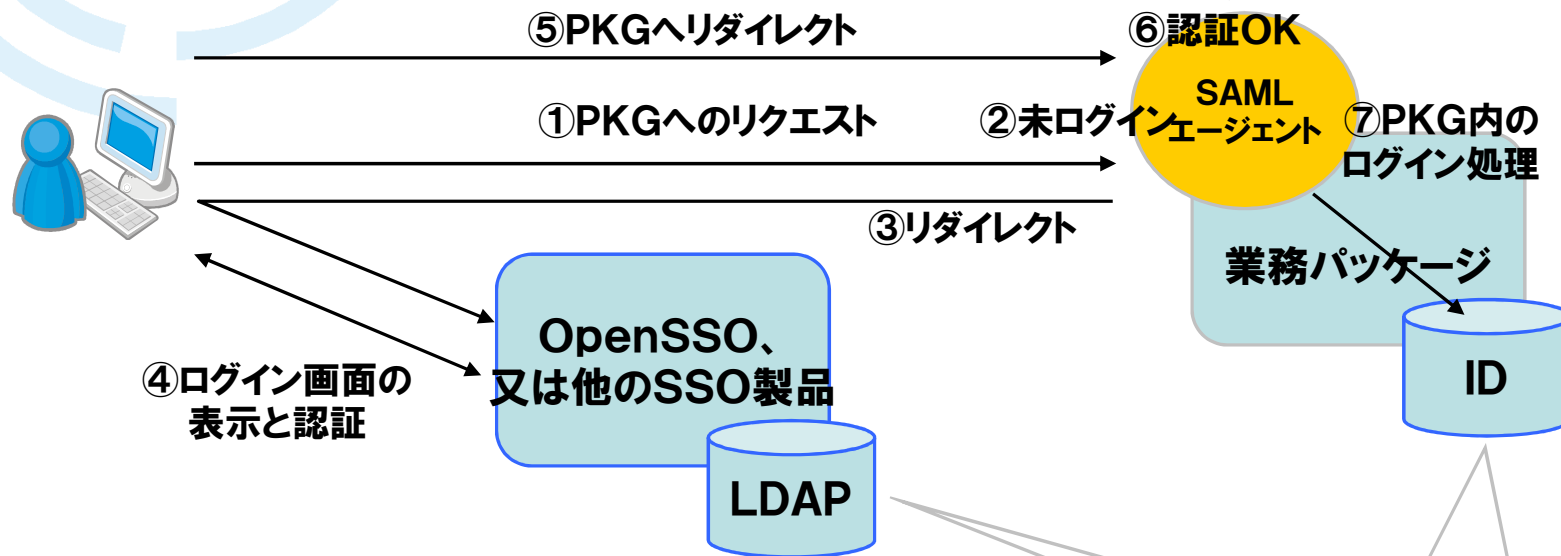 ⑤PKGへリダイレクト
⑥認証OK
SAML
エージェント
①PKGへのリクエスト
②未ログイン
⑦PKG内の
ログイン処理
③リダイレクト
業務パッケージ
OpenSSO、
又は他のSSO製品
④ログイン画面の
表示と認証
ID
LDAP